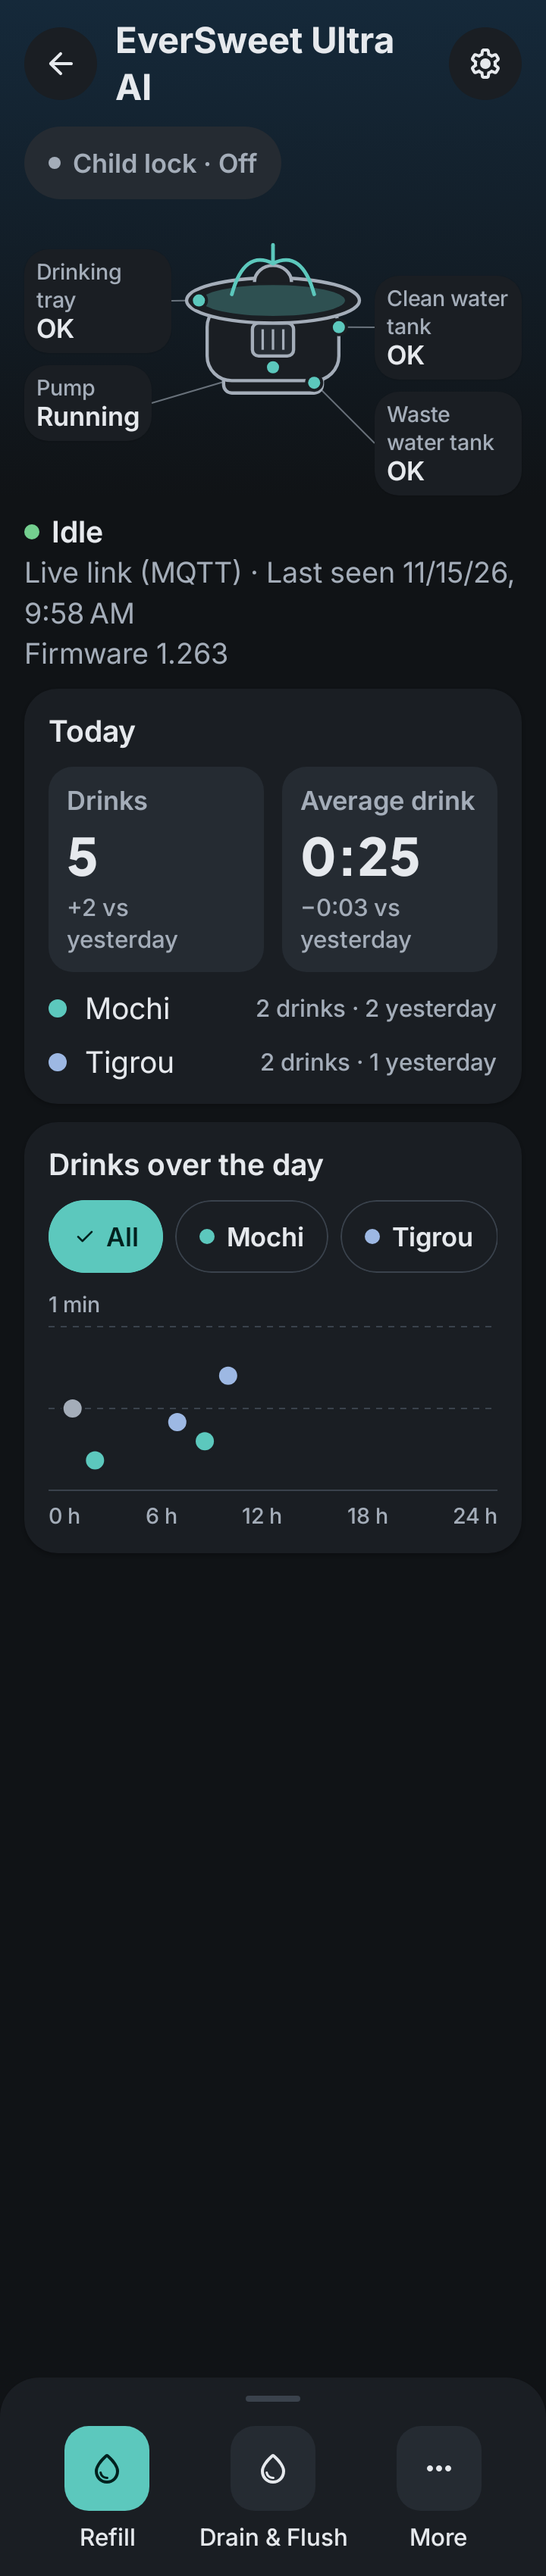 EverSweet Ultra
AI
Child lock · Off
Drinking
tray
OK
Clean water
tank
OK
Pump
Running
Waste
water tank
OK
Idle
Live link (MQTT) · Last seen 11/15/26,
9:58 AM
Firmware 1.263
Today
Drinks
5
+2 vs
yesterday
Average drink
0:25
−0:03 vs
yesterday
Mochi 2 drinks · 2 yesterday
Tigrou 2 drinks · 1 yesterday
Drinks over the day
All Mochi Tigrou
1 min
0 h 6 h 12 h 18 h 24 h
Refill Drain & Flush More